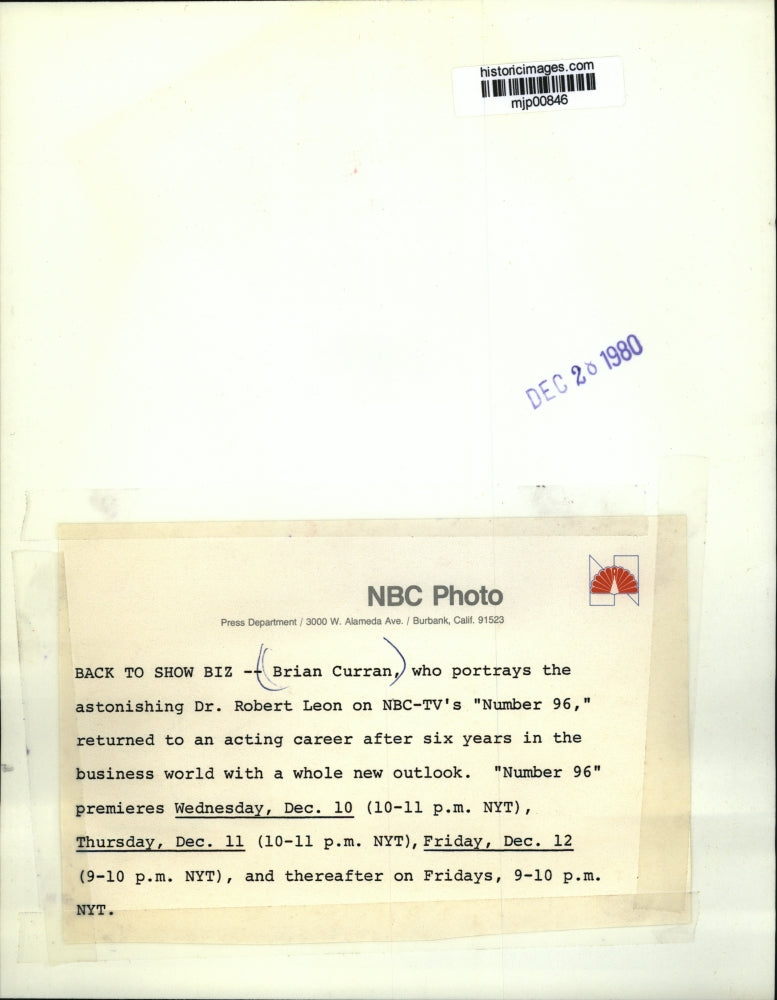 historicimages.com
mjp00846
DEC 1980
NBC Photo
Press Department / 3000 W. Alameda Ave. / Burbank, Calif. 91523
BACK TO SHOW BIZ -- Brian Curran, who portrays the
astonishing Dr. Robert Leon on NBC-TV's "Number 96,"
returned to an acting career after six years in the
business world with a whole new outlook.  "Number 96"
premieres Wednesday, Dec. 10 (10-11 p.m. NYT),
Thursday, Dec. 11 (10-11 p.m. NYT), Friday, Dec. 12
(9-10 p.m. NYT), and thereafter on Fridays, 9-10 p.m.
NYT.